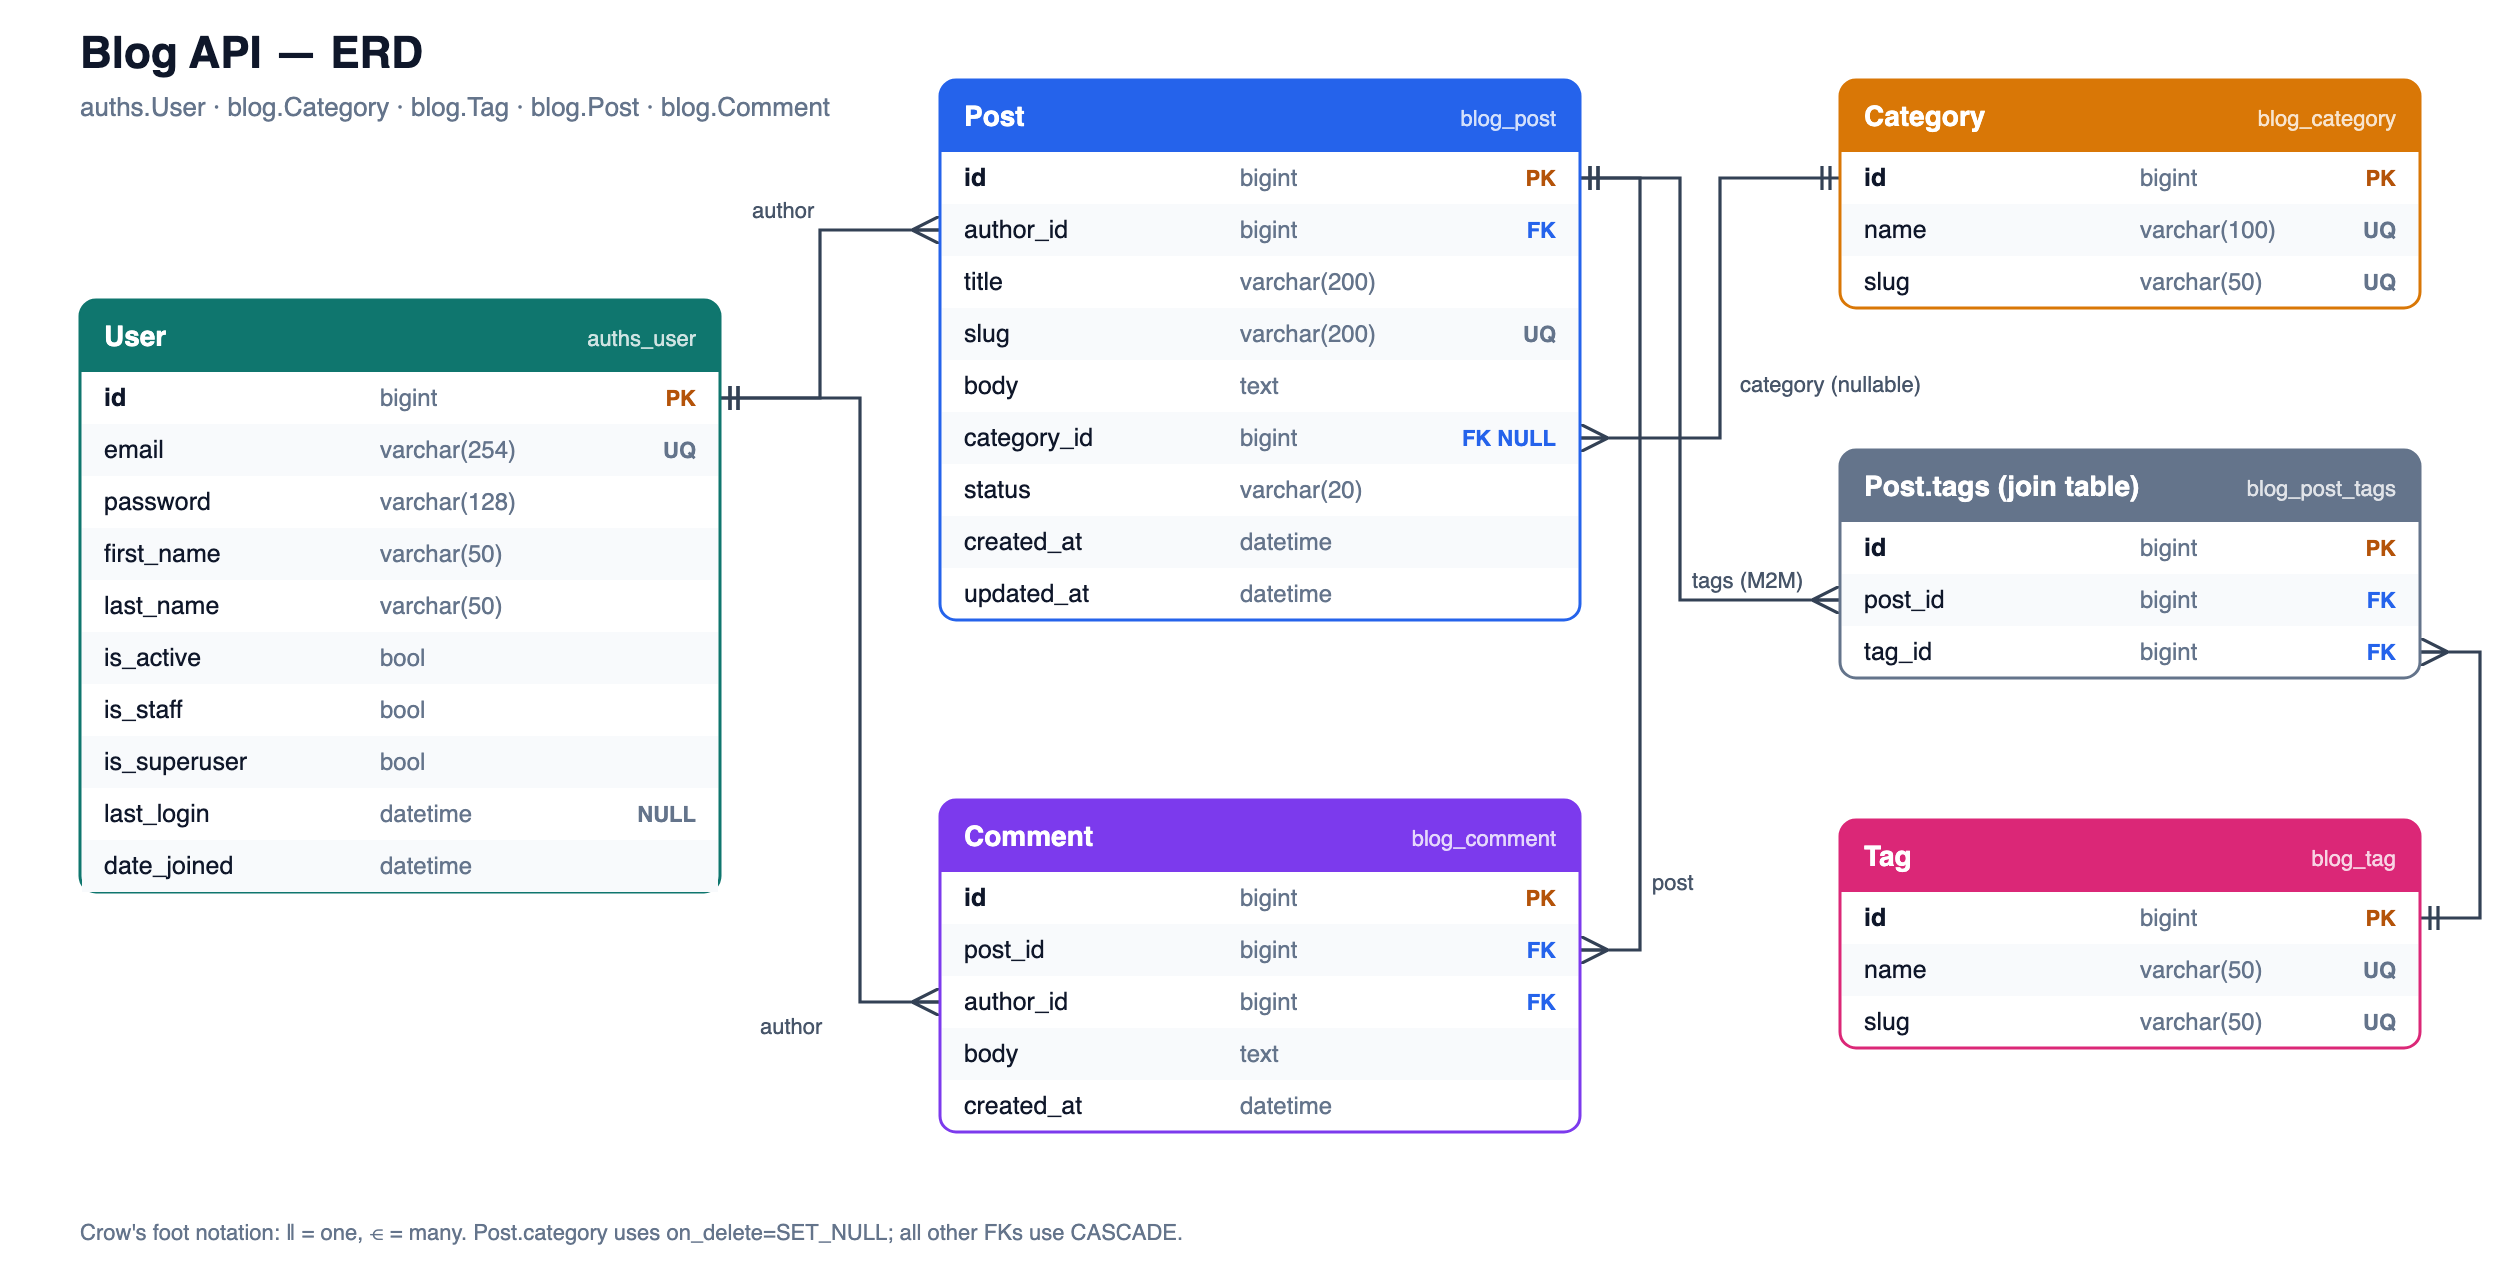 Blog API — ERD
auths.User · blog.Category · blog.Tag · blog.Post · blog.Comment
User auths_user
id bigint PK
email varchar(254) UQ
password varchar(128)
first_name varchar(50)
last_name varchar(50)
is_active bool
is_staff bool
is_superuser bool
last_login datetime NULL
date_joined datetime
author
author
Post blog_post
id bigint PK
author_id bigint FK
title varchar(200)
slug varchar(200) UQ
body text
category_id bigint FK NULL
status varchar(20)
created_at datetime
updated_at datetime
Comment blog_comment
id bigint PK
post_id bigint FK
author_id bigint FK
body text
created_at datetime
category (nullable)
tags (M2M)
post
Category blog_category
id bigint PK
name varchar(100) UQ
slug varchar(50) UQ
Post.tags (join table) blog_post_tags
id bigint PK
post_id bigint FK
tag_id bigint FK
Tag blog_tag
id bigint PK
name varchar(50) UQ
slug varchar(50) UQ
Crow's foot notation: ‖ = one, ⋲ = many. Post.category uses on_delete=SET_NULL; all other FKs use CASCADE.